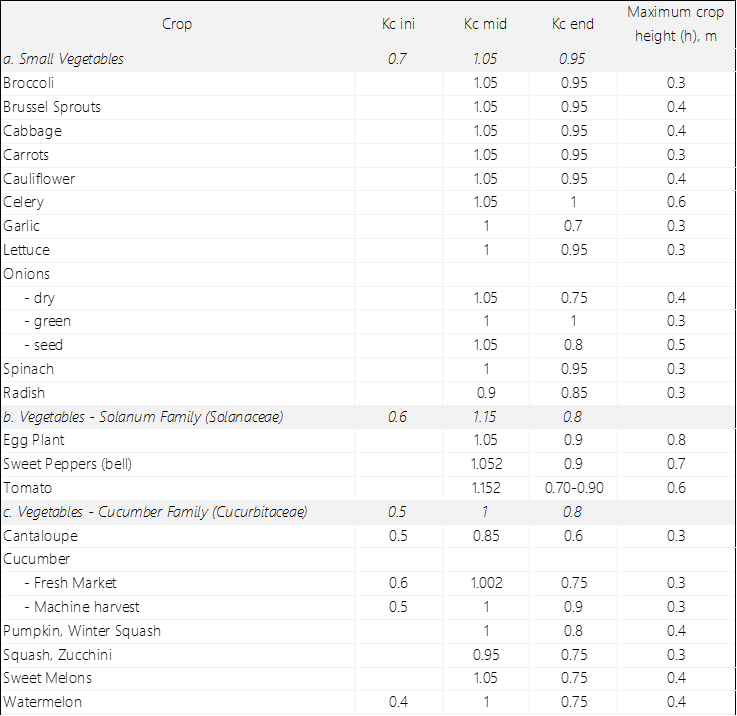 Crop Kc ini Kc mid Kc end Maximum crop
height (h), m
a. Small Vegetables 0.7 1.05 0.95
Broccoli 1.05 0.95 0.3
Brussel Sprouts 1.05 0.95 0.4
Cabbage 1.05 0.95 0.4
Carrots 1.05 0.95 0.3
Cauliflower 1.05 0.95 0.4
Celery 1.05 1 0.6
Garlic 1 0.7 0.3
Lettuce 1 0.95 0.3
Onions
- dry 1.05 0.75 0.4
- green 1 1 0.3
- seed 1.05 0.8 0.5
Spinach 1 0.95 0.3
Radish 0.9 0.85 0.3
b. Vegetables - Solanum Family (Solanaceae) 0.6 1.15 0.8
Egg Plant 1.05 0.9 0.8
Sweet Peppers (bell) 1.052 0.9 0.7
Tomato 1.152 0.70-0.90 0.6
c. Vegetables - Cucumber Family (Cucurbitaceae) 0.5 1 0.8
Cantaloupe 0.5 0.85 0.6 0.3
Cucumber
- Fresh Market 0.6 1.002 0.75 0.3
- Machine harvest 0.5 1 0.9 0.3
Pumpkin, Winter Squash 1 0.8 0.4
Squash, Zucchini 0.95 0.75 0.3
Sweet Melons 1.05 0.75 0.4
Watermelon 0.4 1 0.75 0.4